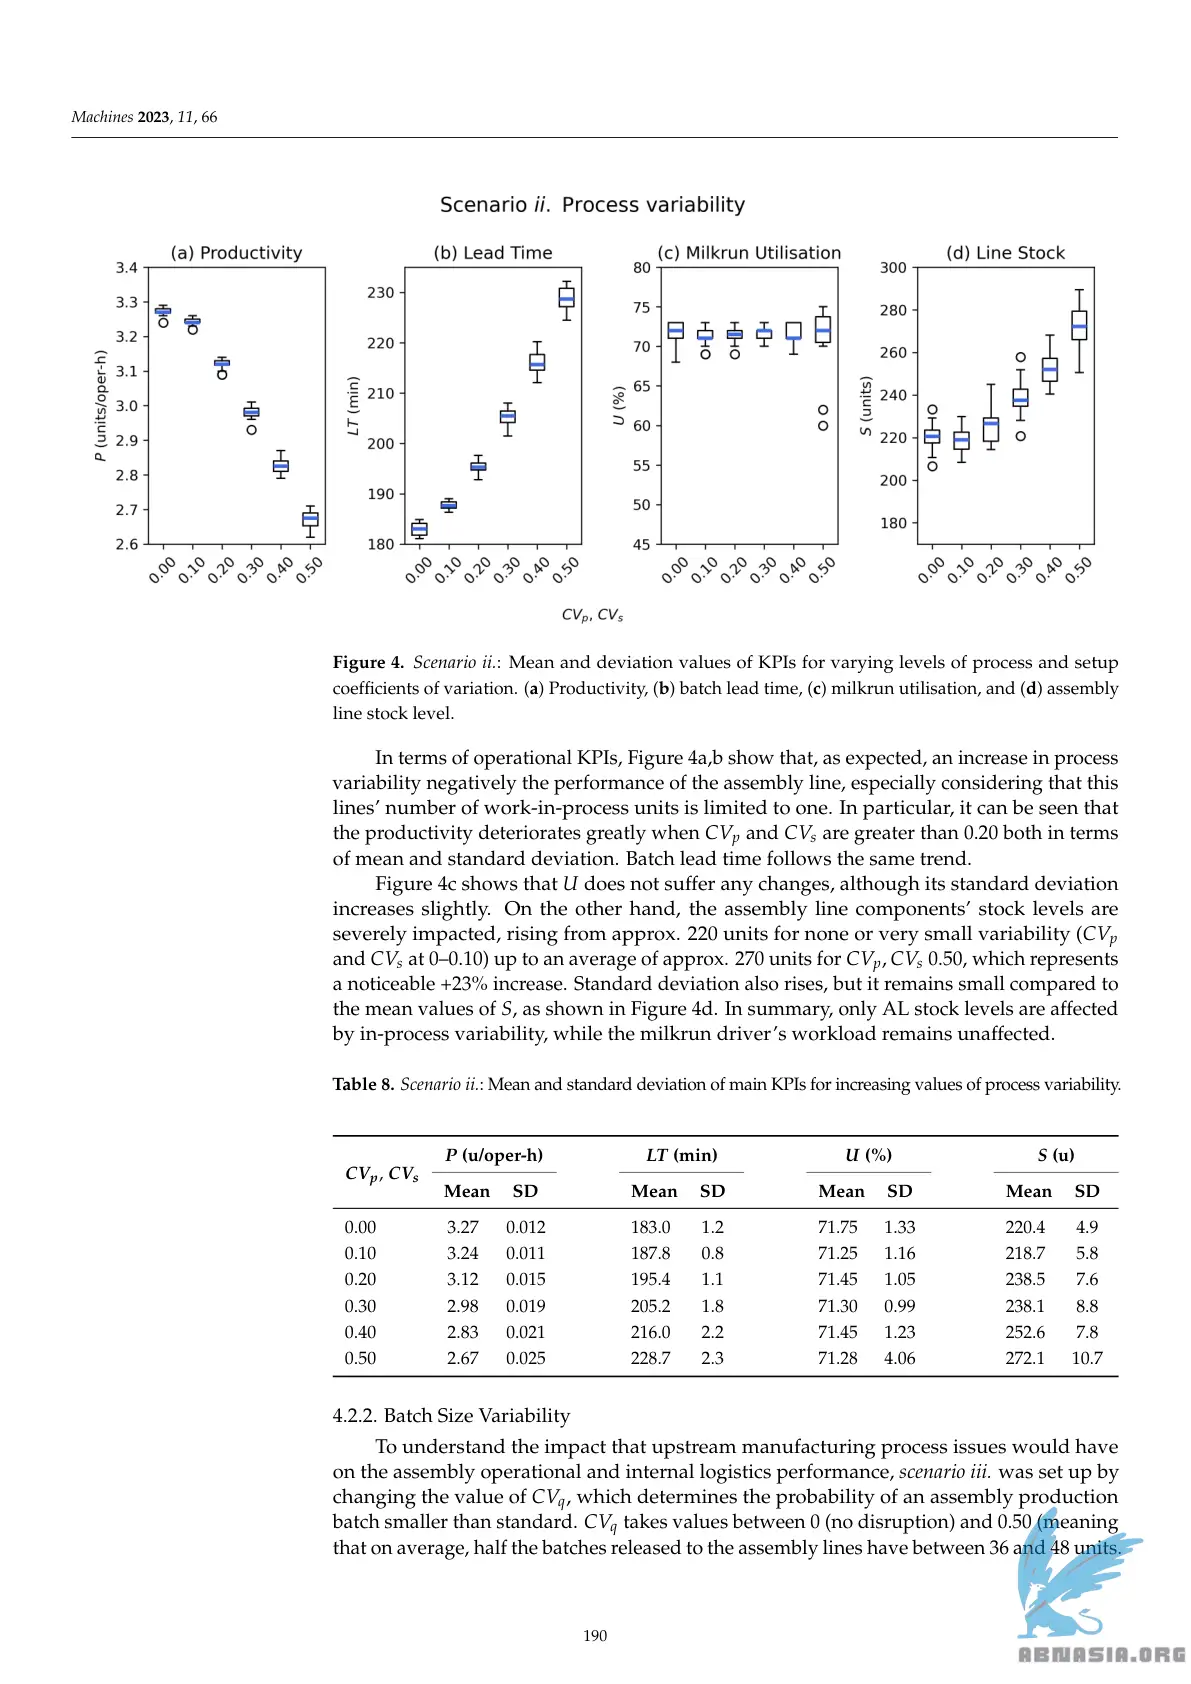 Machines 2023, 11, 66
Scenario ii. Process variability
(a) Productivity
(b) Lead Time
(c) Milkrun Utilisation
(d) Line Stock
3.4
3.3
3.2
3.1
3.0
2.9
2.8
2.7
2.6
P (units/oper-h)
0.00 0.10 0.20 0.30 0.40 0.50
230
220
210
200
190
180
LT (min)
0.00 0.10 0.20 0.30 0.40 0.50
80
75
70
65
60
55
50
45
U (%)
0.00 0.10 0.20 0.30 0.40 0.50
300
280
260
240
220
200
180
S (units)
0.00 0.10 0.20 0.30 0.40 0.50
CVp, CVs
Figure 4. Scenario ii.: Mean and deviation values of KPIs for varying levels of process and setup
coefficients of variation. (a) Productivity, (b) batch lead time, (c) milkrun utilisation, and (d) assembly
line stock level.
In terms of operational KPIs, Figure 4a,b show that, as expected, an increase in process
variability negatively the performance of the assembly line, especially considering that this
lines' number of work-in-process units is limited to one. In particular, it can be seen that
the productivity deteriorates greatly when CVp and CVs are greater than 0.20 both in terms
of mean and standard deviation. Batch lead time follows the same trend.
Figure 4c shows that U does not suffer any changes, although its standard deviation
increases slightly. On the other hand, the assembly line components' stock levels are
severely impacted, rising from approx. 220 units for none or very small variability (CVp
and CVs at 0–0.10) up to an average of approx. 270 units for CVp, CVs 0.50, which represents
a noticeable +23% increase. Standard deviation also rises, but it remains small compared to
the mean values of S, as shown in Figure 4d. In summary, only AL stock levels are affected
by in-process variability, while the milkrun driver's workload remains unaffected.
Table 8. Scenario ii.: Mean and standard deviation of main KPIs for increasing values of process variability.
CVp, CVs P (u/oper-h) LT (min) U (%) S (u)
Mean SD Mean SD Mean SD Mean SD
0.00 3.27 0.012 183.0 1.2 71.75 1.33 220.4 4.9
0.10 3.24 0.011 187.8 0.8 71.25 1.16 218.7 5.8
0.20 3.12 0.015 195.4 1.1 71.45 1.05 238.5 7.6
0.30 2.98 0.019 205.2 1.8 71.30 0.99 238.1 8.8
0.40 2.83 0.021 216.0 2.2 71.45 1.23 252.6 7.8
0.50 2.67 0.025 228.7 2.3 71.28 4.06 272.1 10.7
4.2.2. Batch Size Variability
To understand the impact that upstream manufacturing process issues would have
on the assembly operational and internal logistics performance, scenario iii. was set up by
changing the value of CVq, which determines the probability of an assembly production
batch smaller than standard. CVq takes values between 0 (no disruption) and 0.50 (meaning
that on average, half the batches released to the assembly lines have between 36 and 48 units.
190
ABNASIA.ORG